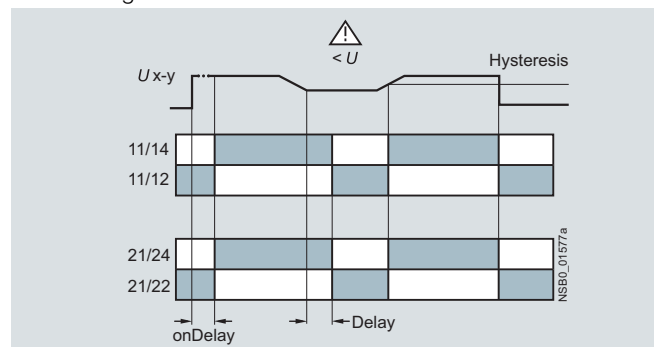 < U
Hysteresis
U x-y
11/14
11/12
21/24
21/22
NSB0_01577a
onDelay
Delay